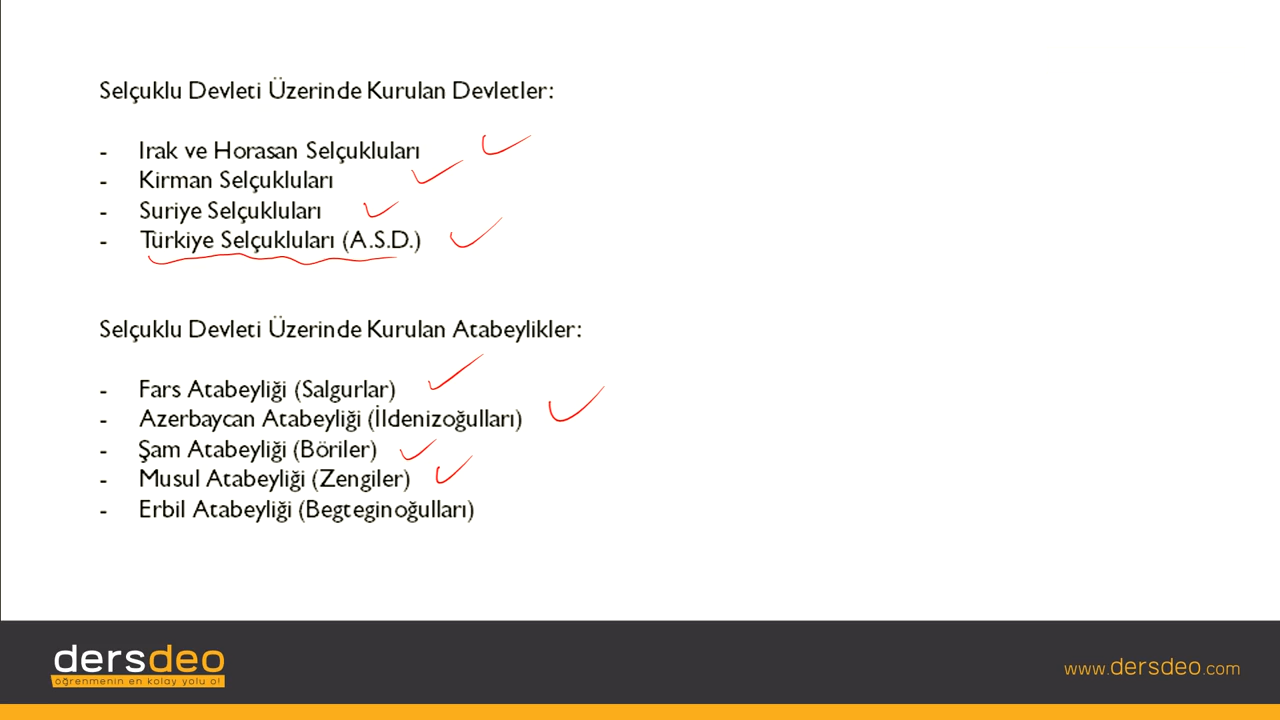 Selçuklu Devleti Üzerinde Kurulan Devletler:
- Irak ve Horasan Selçukluları
- Kirman Selçukluları
- Suriye Selçukluları
- Türkiye Selçukluları (A.S.D.)
Selçuklu Devleti Üzerinde Kurulan Atabeylikler:
- Fars Atabeyliği (Salgurlar)
- Azerbaycan Atabeyliği (İldenizoğulları)
- Şam Atabeyliği (Böriler)
- Musul Atabeyliği (Zengiler)
- Erbil Atabeyliği (Begteginoğulları)
dersdeo
öğrenmenin en kolay yolu o!
www.dersdeo.com